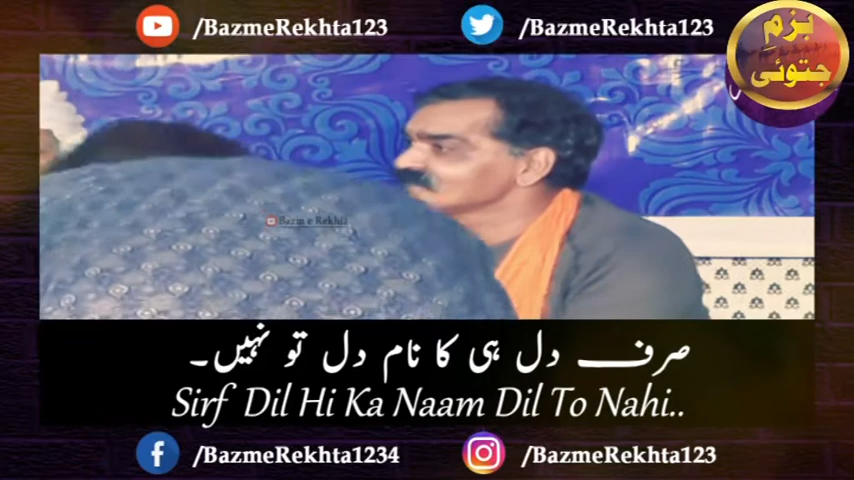 /BazmeRekhta123
/BazmeRekhta123
بزمِ
جتوئی
Bazm e Rekhta
صرف دل ہی کا نام دل تو نہیں۔
Sirf Dil Hi Ka Naam Dil To Nahi..
/BazmeRekhta1234
/BazmeRekhta123